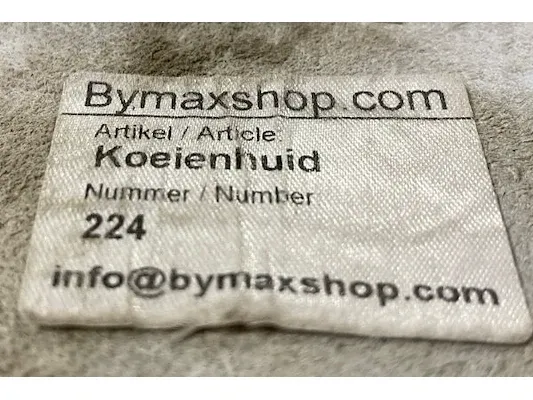 Bymaxshop.com
Artikel / Article
Koeienhuid
Nummer / Number
224
info@bymaxshop.com